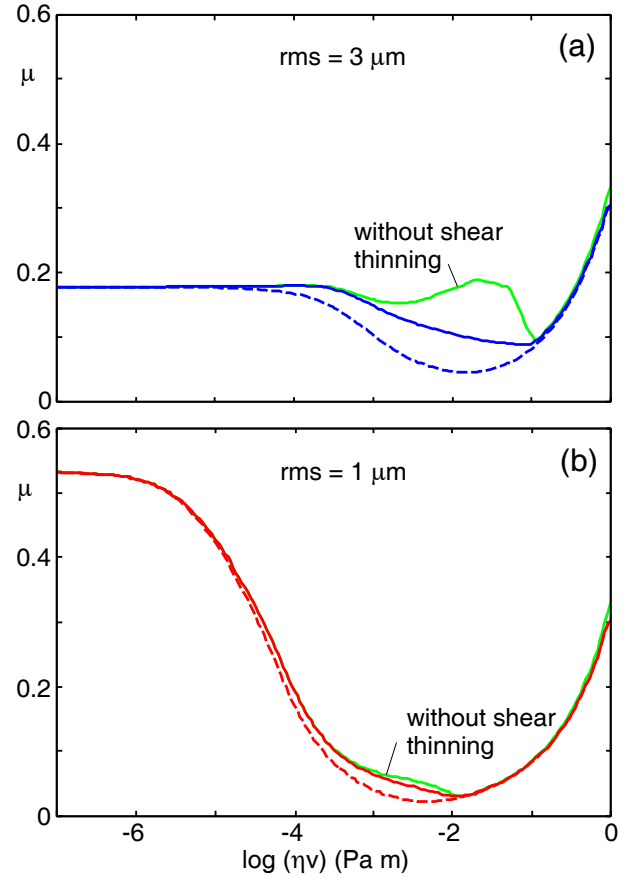 0.6
(a)
rms = 3 μm
μ
0.4
without shear
thinning
0.2
0
0.6
(b)
rms = 1 μm
μ
0.4
0.2
without shear
thinning
0
-6
-4
-2
0
log (ηv) (Pa m)